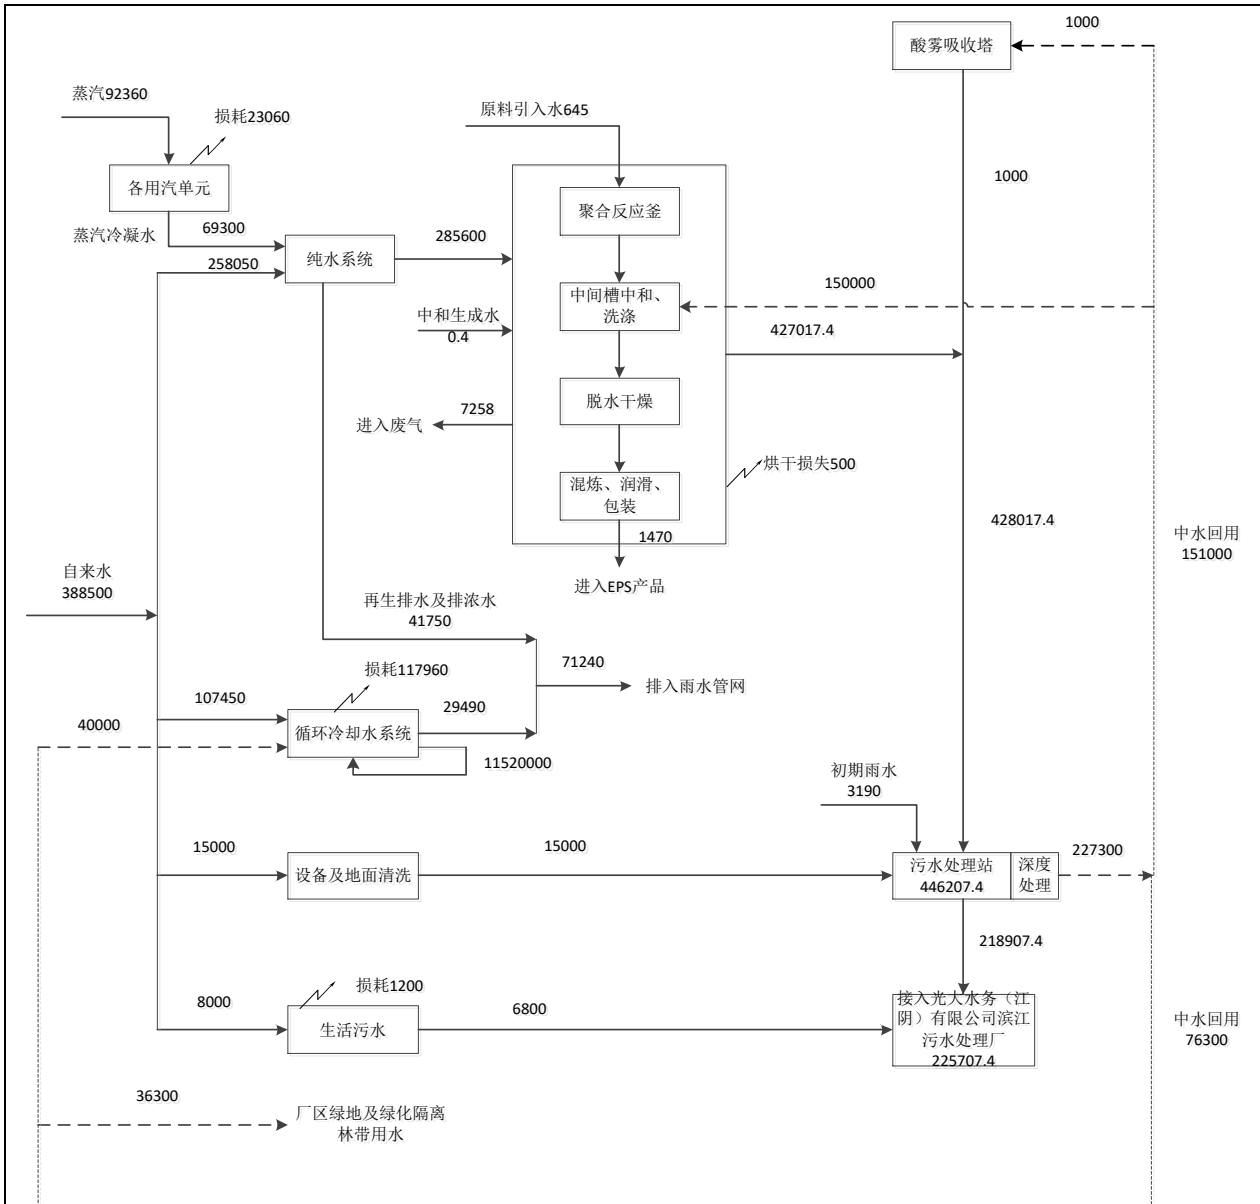 1000
酸雾吸收塔
蒸汽92360
损耗23060
原料引入水645
各用汽单元
1000
聚合反应釜
69300
蒸汽冷凝水
285600
纯水系统
258050
150000
中间槽中和、
洗涤
中和生成水
0.4
427017.4
脱水干燥
7258
进入废气
烘干损失500
混炼、润滑、
包装
428017.4
1470
中水回用
151000
自来水
388500
进入EPS产品
再生排水及排浓水
41750
损耗117960
71240
排入雨水管网
107450
29490
40000
循环冷却水系统
11520000
初期雨水
3190
15000
15000
227300
设备及地面清洗
污水处理站
446207.4
深度
处理
218907.4
损耗1200
8000
6800
接入光大水务（江
阴）有限公司滨江
污水处理厂
225707.4
生活污水
中水回用
76300
36300
厂区绿地及绿化隔离
林带用水